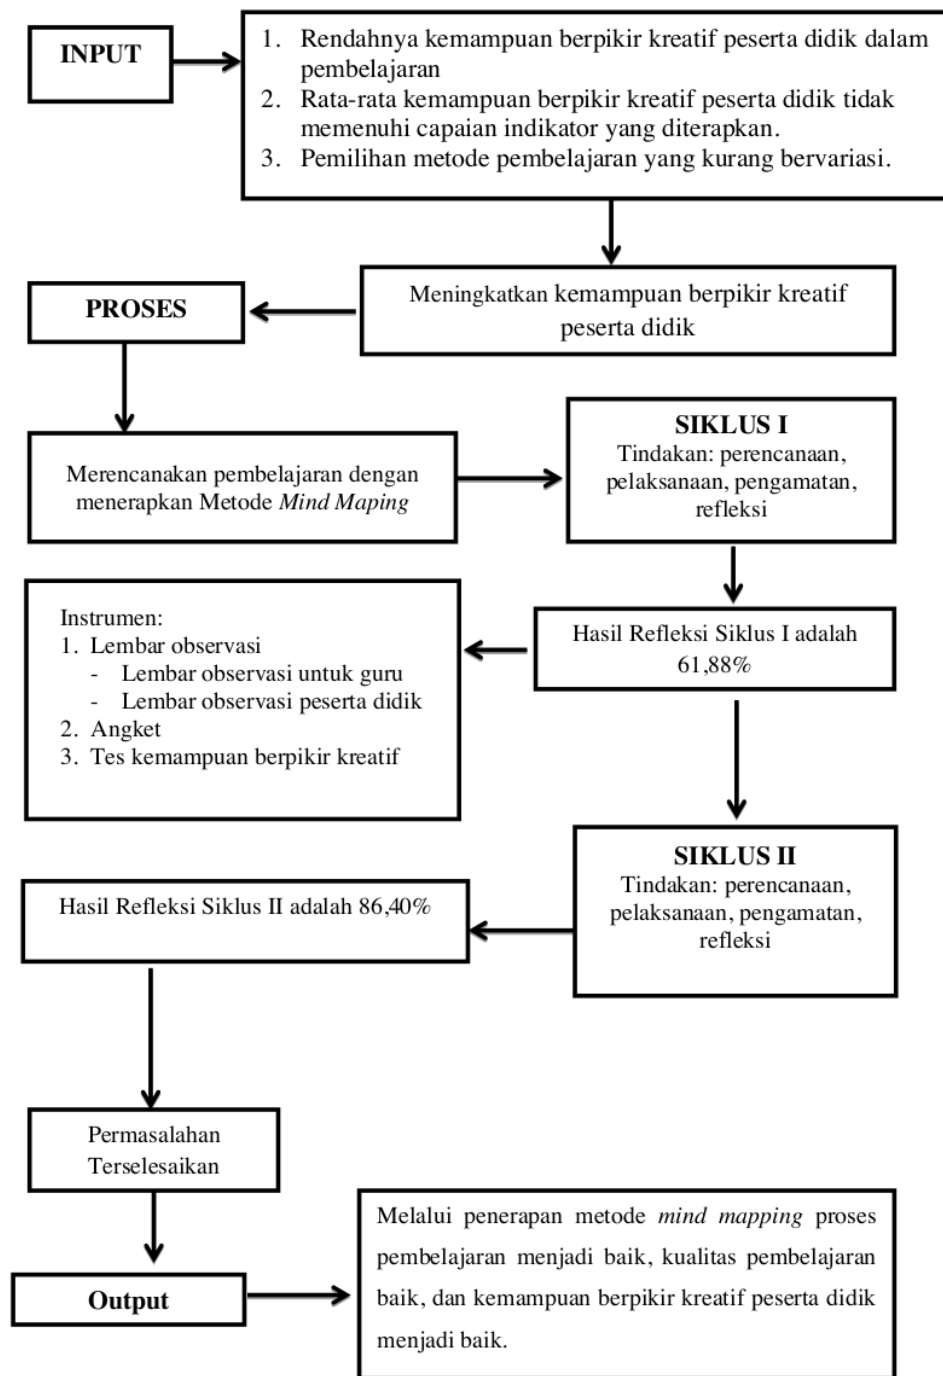 INPUT
1. Rendahnya kemampuan berpikir kreatif peserta didik dalam
pembelajaran
2. Rata-rata kemampuan berpikir kreatif peserta didik tidak
memenuhi capaian indikator yang diterapkan.
3. Pemilihan metode pembelajaran yang kurang bervariasi.
Meningkatkan kemampuan berpikir kreatif
peserta didik
PROSES
Merencanakan pembelajaran dengan
menerapkan Metode Mind Maping
SIKLUS I
Tindakan: perencanaan,
pelaksanaan, pengamatan,
refleksi
Hasil Refleksi Siklus I adalah
61,88%
Instrumen:
1. Lembar observasi
- Lembar observasi untuk guru
- Lembar observasi peserta didik
2. Angket
3. Tes kemampuan berpikir kreatif
SIKLUS II
Tindakan: perencanaan,
pelaksanaan, pengamatan,
refleksi
Hasil Refleksi Siklus II adalah 86,40%
Permasalahan
Terselesaikan
Output
Melalui penerapan metode mind mapping proses
pembelajaran menjadi baik, kualitas pembelajaran
baik, dan kemampuan berpikir kreatif peserta didik
menjadi baik.